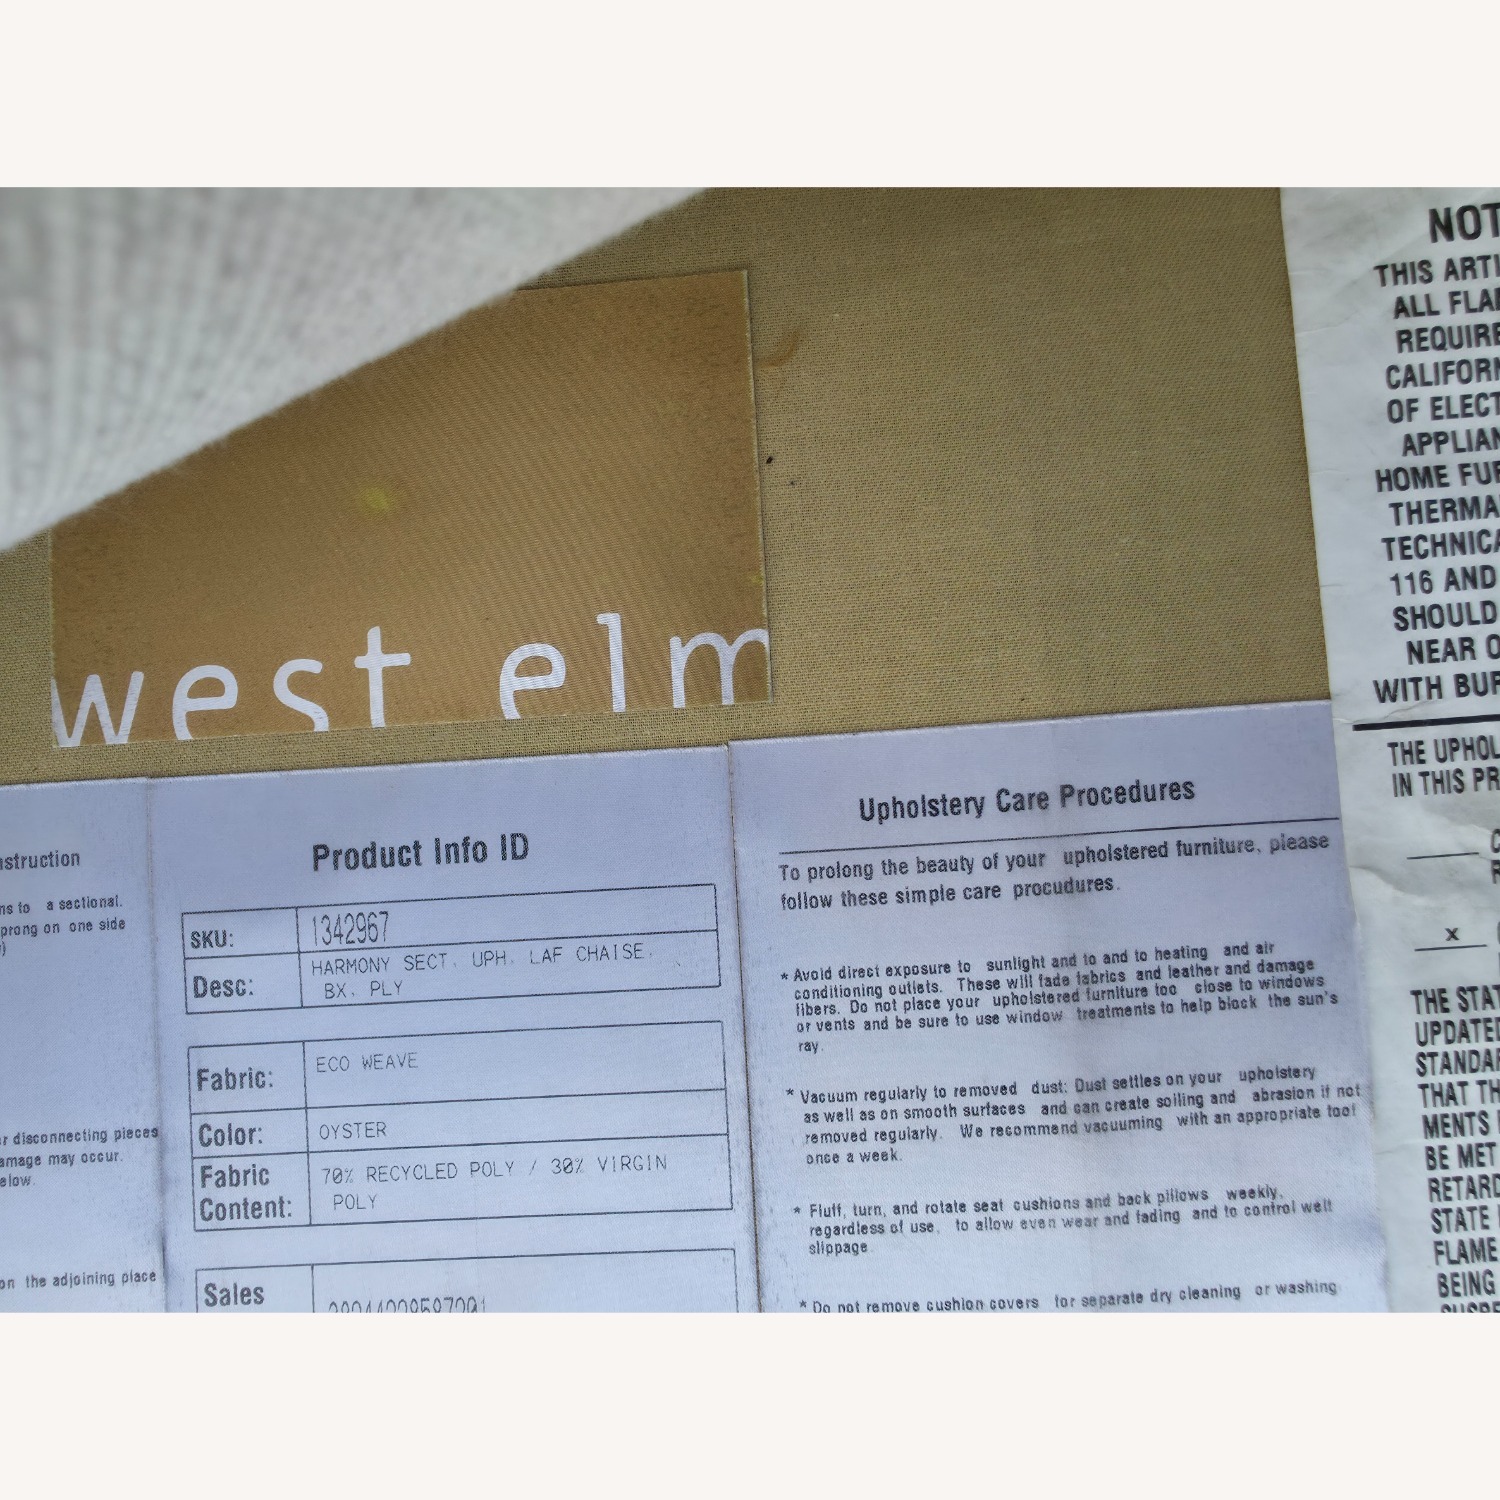 west elm
nstruction
ns to a sectional.
prong on one side
r disconnecting pieces
amage may occur.
elow.
on the adjoining place
Product Info ID
SKU: 1342967
Desc: HARMONY SECT. UPH. LAF CHAISE.
BX. PLY
Fabric: ECO WEAVE
Color: OYSTER
Fabric
Content: 70% RECYCLED POLY / 30% VIRGIN
POLY
Sales
Upholstery Care Procedures
To prolong the beauty of your upholstered furniture, please
follow these simple care procudures.
* Avoid direct exposure to sunlight and to and to heating and air
conditioning outlets. These will fade fabrics and leather and damage
fibers. Do not place your upholstered furniture too close to windows
or vents and be sure to use window treatments to help block the sun's
ray.
* Vacuum regularly to removed dust: Dust settles on your upholstery
as well as on smooth surfaces and can create soiling and abrasion if not
removed regularly. We recommend vacuuming with an appropriate tool
once a week.
* Fluff, turn, and rotate seat cushions and back pillows weekly,
regardless of use, to allow even wear and fading and to control welt
slippage
* Do not remove cushion covers for separate dry cleaning or washing
NOT
THIS ARTI
ALL FLA
REQUIRE
CALIFORN
OF ELECT
APPLIAN
HOME FUR
THERMA
TECHNICA
116 AND
SHOULD
NEAR O
WITH BUR
THE UPHOL
IN THIS PR
x
THE STAT
UPDATED
STANDAR
THAT TH
MENTS
BE MET
RETARD
STATE
FLAME
BEING